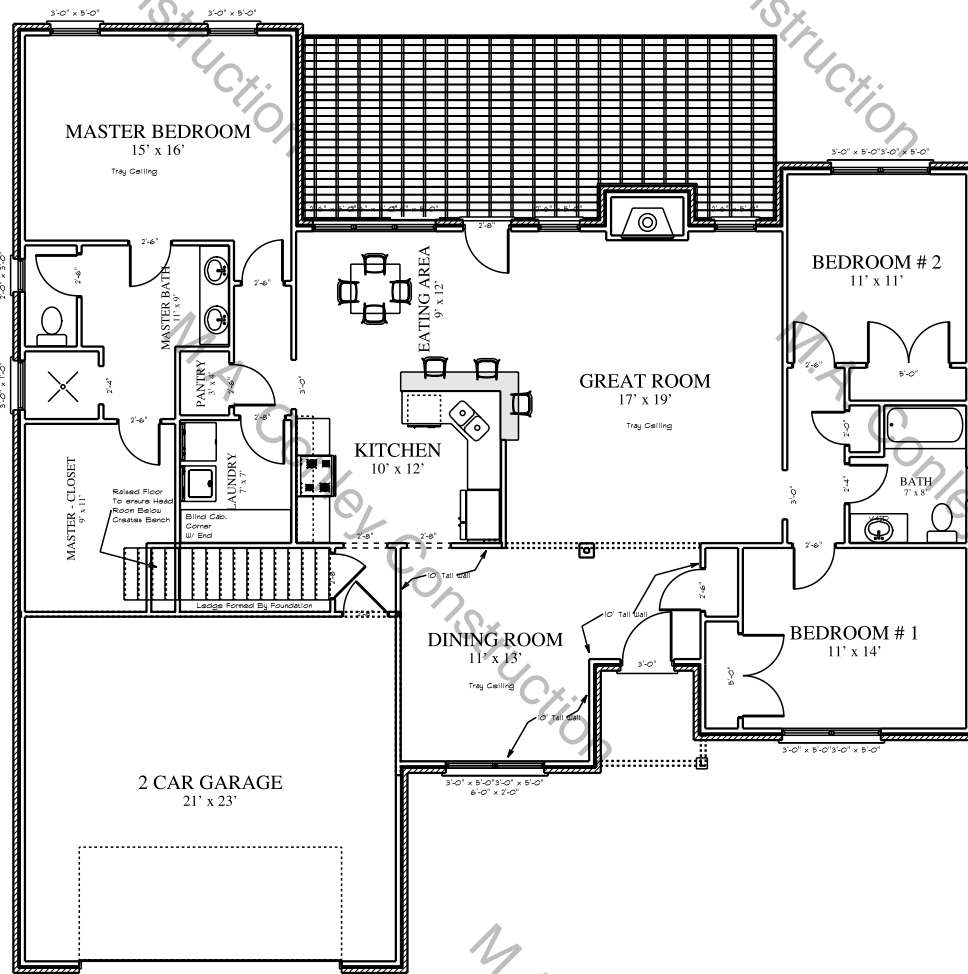 3'-0" x 5'-0"
MASTER BEDROOM
15' x 16'
Tray Ceiling
3'-0" x 5'-0"3'-0" x 5'-0"
2'-8"
2'-6"
2'-6"
2'-6"
MASTER BATH
11' x 9'
EATING AREA
9' x 12'
BEDROOM # 2
11' x 11'
2'-6"
5'-0"
PANTRY
3' x 4'
2'-4"
2'-6"
2'-8"
3'-0"
GREAT ROOM
17' x 19'
Tray Ceiling
KITCHEN
10' x 12'
2'-0"
2'-4"
BATH
7' x 8'
3'-0"
2'-6"
MASTER - CLOSET
9' x 11'
LAUNDRY
7' x 7'
Raised Floor
To ensure Head
Room Below
Creates Bench
Blind Cab.
Corner
W/ End
2'-8"
2'-8"
2'-8"
Ledge Formed By Foundation
10' Tall Wall
10' Tall Wall
2'-6"
DINING ROOM
11' x 13'
Tray Ceiling
10' Tall Wall
3'-0"
5'-0"
BEDROOM # 1
11' x 14'
3'-0" x 5'-0"3'-0" x 5'-0"
2 CAR GARAGE
21' x 23'
3'-0" x 5'-0"3'-0" x 5'-0"
6'-0" x 2'-0"
M.A. Conley Construction